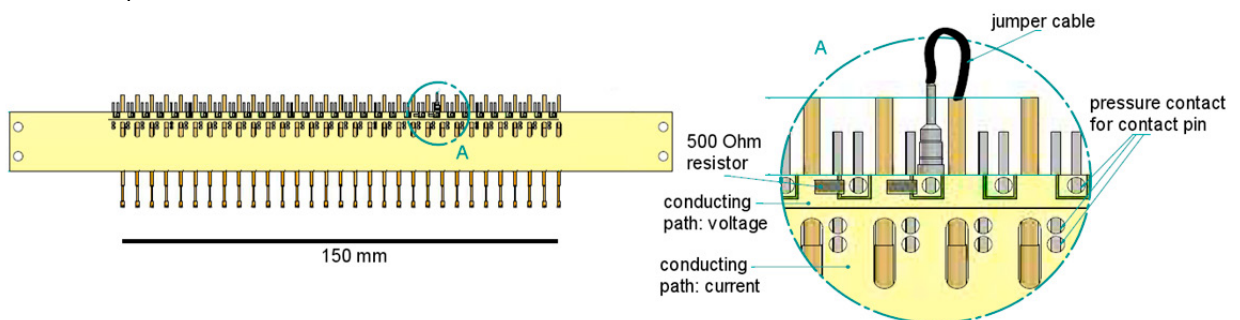 A
150 mm
A
jumper cable
pressure contact
for contact pin
500 Ohm
resistor
conducting
path: voltage
conducting
path: current